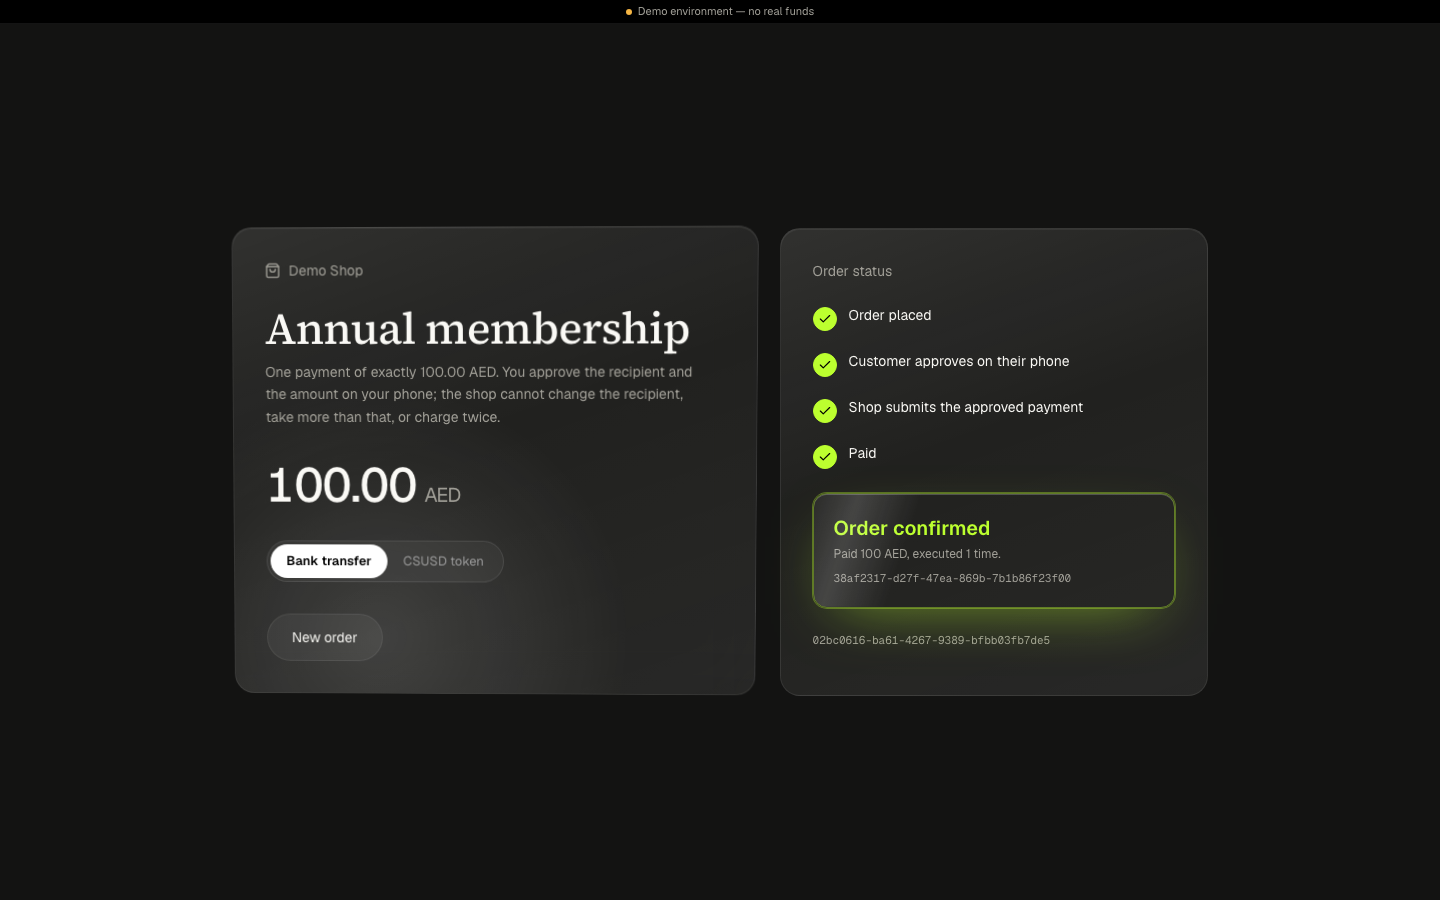 Demo environment — no real funds
Demo Shop
Annual membership
One payment of exactly 100.00 AED. You approve the recipient and
the amount on your phone; the shop cannot change the recipient,
take more than that, or charge twice.
100.00 AED
Bank transfer
CSUSD token
New order
Order status
Order placed
Customer approves on their phone
Shop submits the approved payment
Paid
Order confirmed
Paid 100 AED, executed 1 time.
38af2317-d27f-47ea-869b-7b1b86f23f00
02bc0616-ba61-4267-9389-bfbb03fb7de5